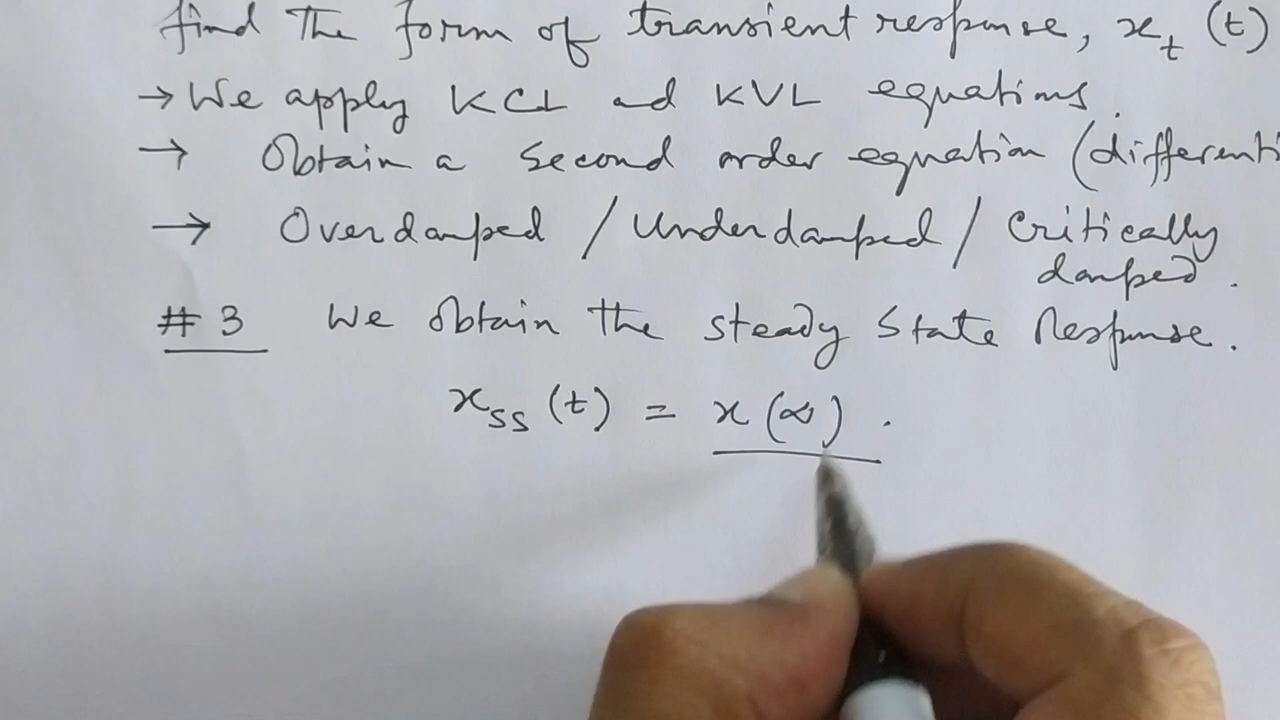 find The form of transient response, x_t (t)
→ We apply KCL and KVL equations.
→ Obtain a second order equation (differenti
→ Overdamped / Underdamped / Critically
damped.
# 3 We obtain the steady state Response.
x_ss (t) = x (∞) .